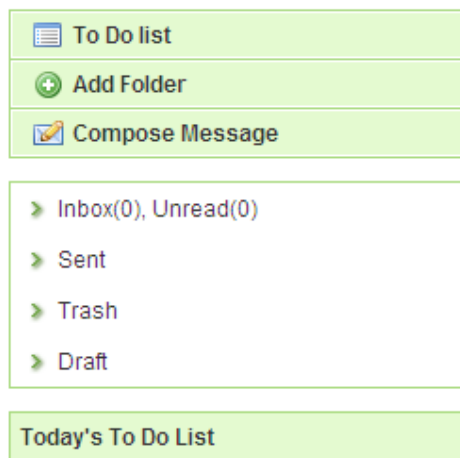 To Do list
Add Folder
Compose Message
Inbox(0), Unread(0)
Sent
Trash
Draft
Today's To Do List